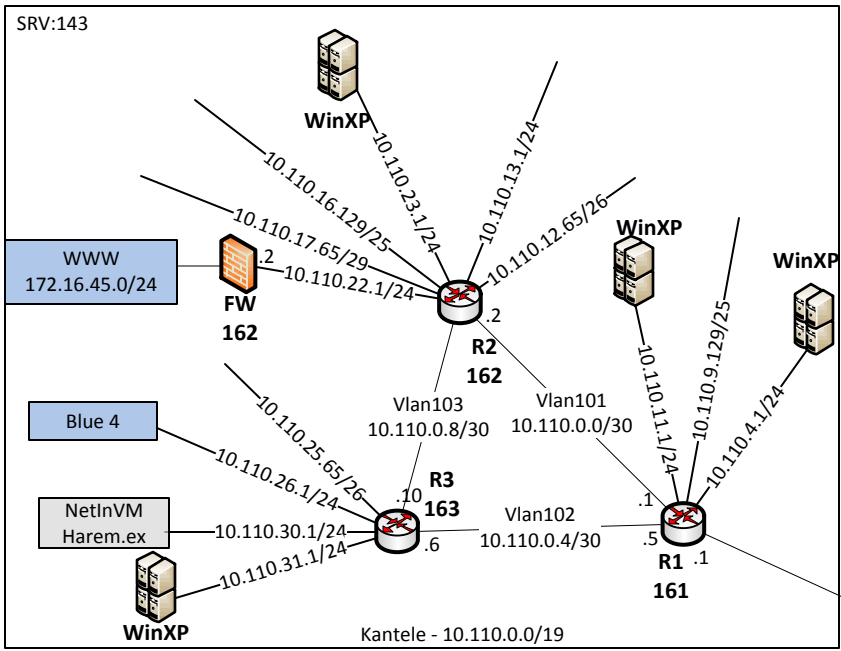 SRV:143
WinXP
10.110.23.1/24
10.110.13.1/24
10.110.16.129/25
10.110.17.65/29
10.110.12.65/26
WWW
172.16.45.0/24
.2
10.110.22.1/24
FW
162
.2
R2
162
WinXP
WinXP
10.110.11.1/24
10.110.9.129/25
10.110.4.1/24
Vlan103
10.110.0.8/30
Vlan101
10.110.0.0/30
Blue 4
10.110.25.65/26
10.110.26.1/24
NetInVM
Harem.ex
10.110.30.1/24
10.110.31.1/24
WinXP
.10
R3
163
.6
Vlan102
10.110.0.4/30
.1
.5
.1
R1
161
Kantele - 10.110.0.0/19